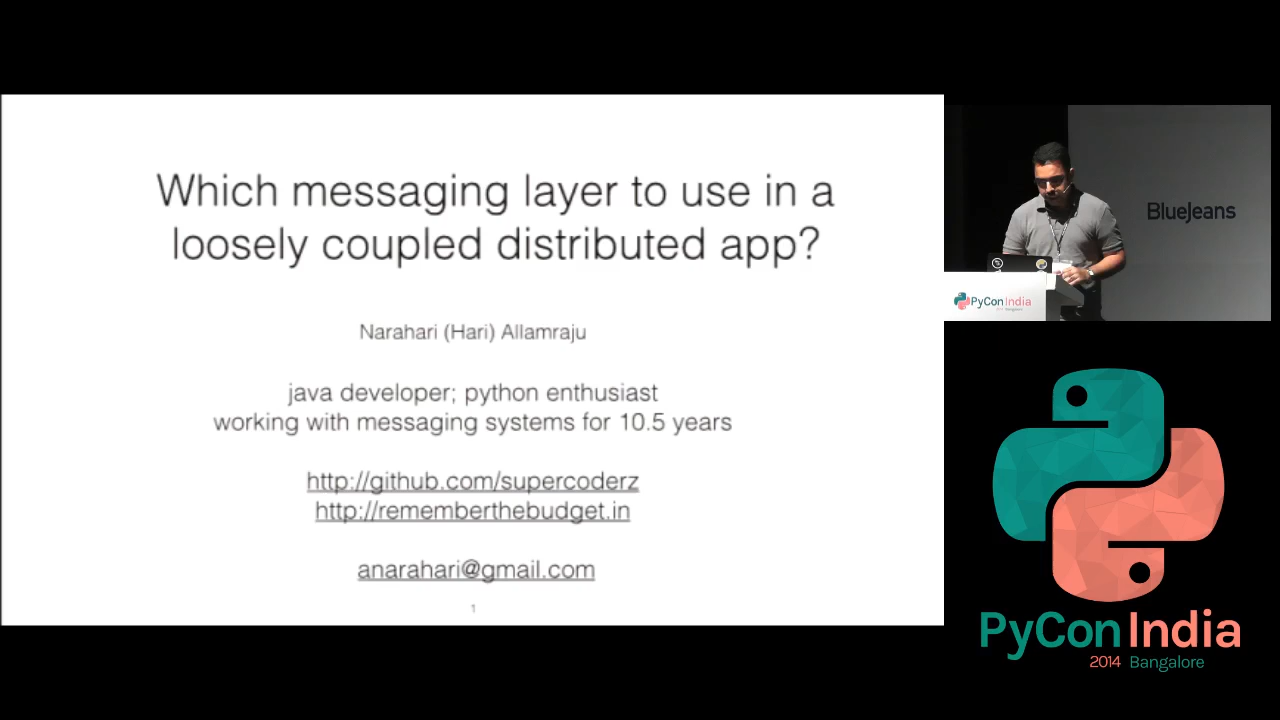 Which messaging layer to use in a
loosely coupled distributed app?
Narahari (Hari) Allamraju
java developer; python enthusiast
working with messaging systems for 10.5 years
http://github.com/supercoderz
http://rememberthebudget.in
anarahari@gmail.com
1
BlueJeans
PyCon India
PyCon India
2014 Bangalore